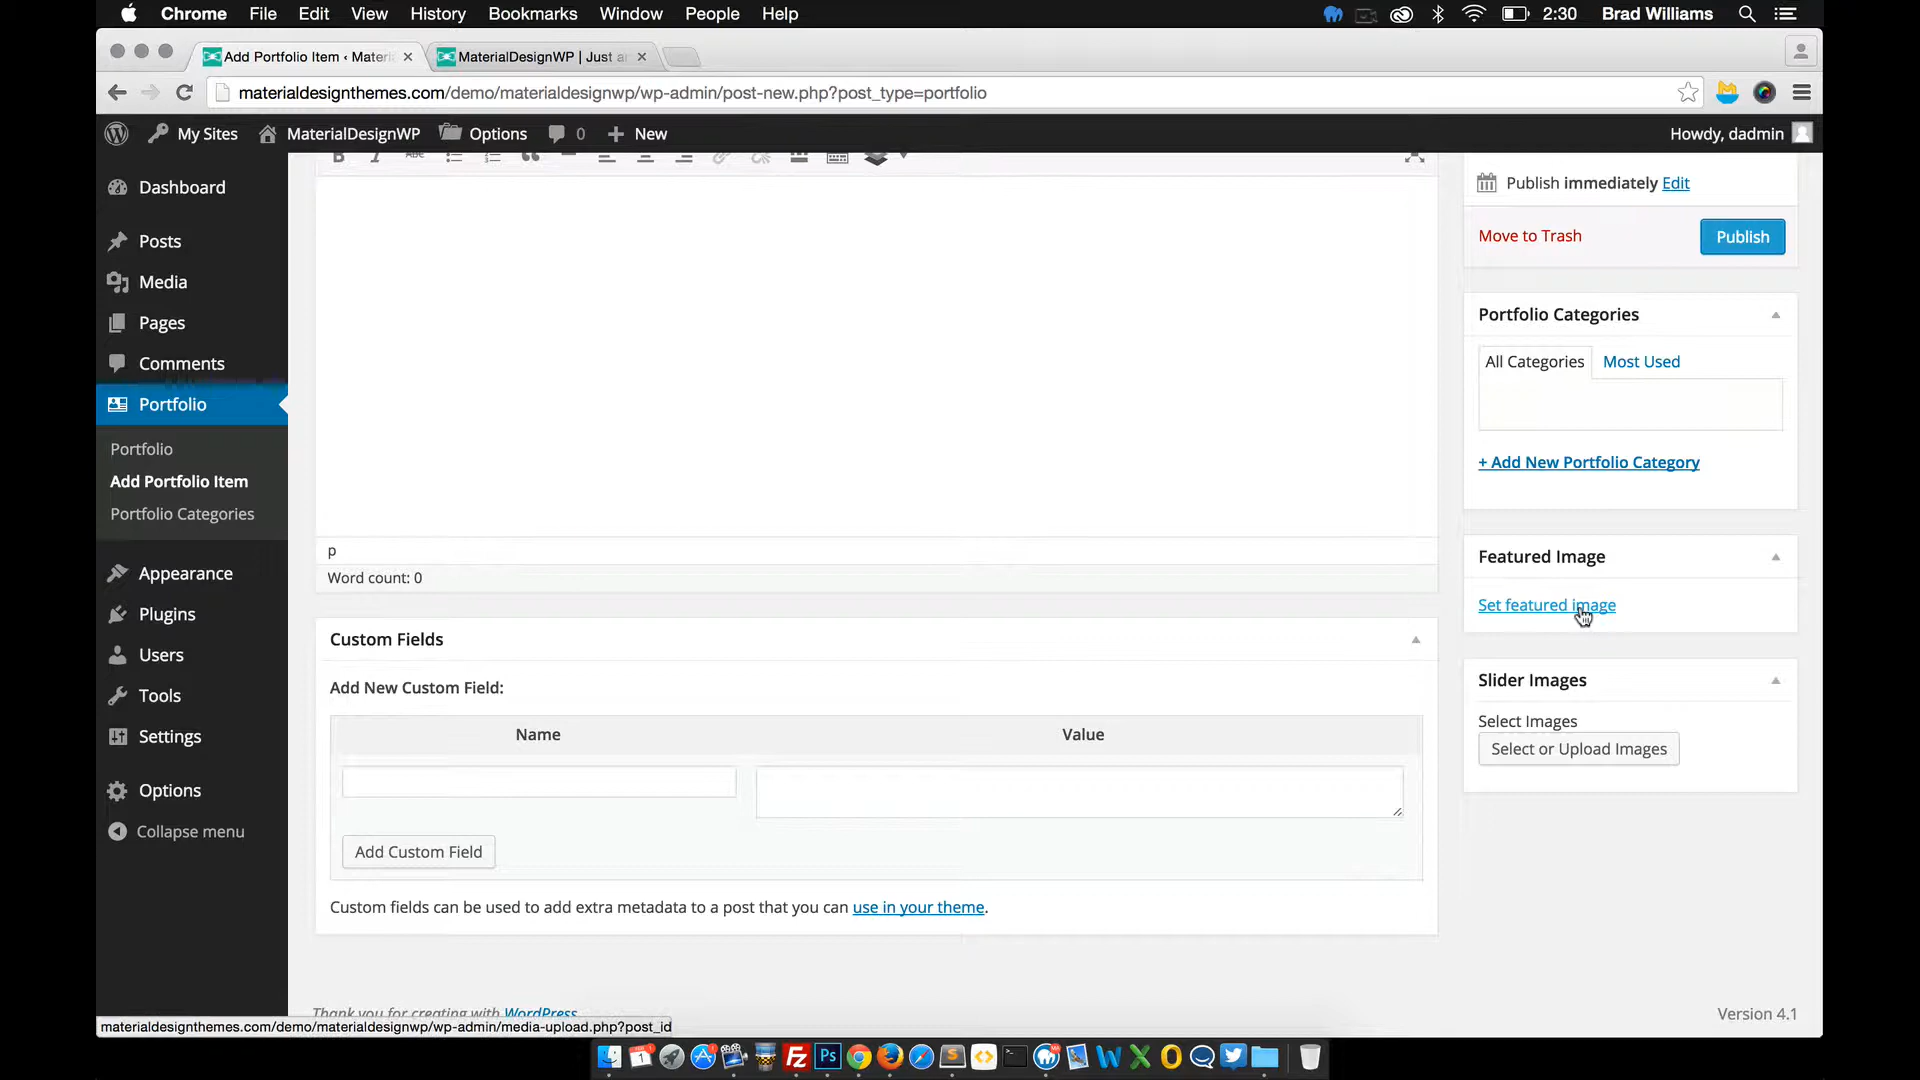 Chrome File Edit View History Bookmarks Window People Help 2:30 Brad Williams
Add Portfolio Item ‹ Materi
MaterialDesignWP | Just a
materialdesignthemes.com/demo/materialdesignwp/wp-admin/post-new.php?post_type=portfolio
My Sites MaterialDesignWP Options 0 New Howdy, dadmin
Dashboard
Posts
Media
Pages
Comments
Portfolio
Portfolio
Add Portfolio Item
Portfolio Categories
Appearance
Plugins
Users
Tools
Settings
Options
Collapse menu
B I ABC
p
Word count: 0
Custom Fields
Add New Custom Field:
Name Value
Add Custom Field
Custom fields can be used to add extra metadata to a post that you can use in your theme.
Thank you for creating with WordPress
Version 4.1
Publish immediately Edit
Move to Trash Publish
Portfolio Categories
All Categories Most Used
+ Add New Portfolio Category
Featured Image
Set featured image
Slider Images
Select Images
Select or Upload Images
materialdesignthemes.com/demo/materialdesignwp/wp-admin/media-upload.php?post_id